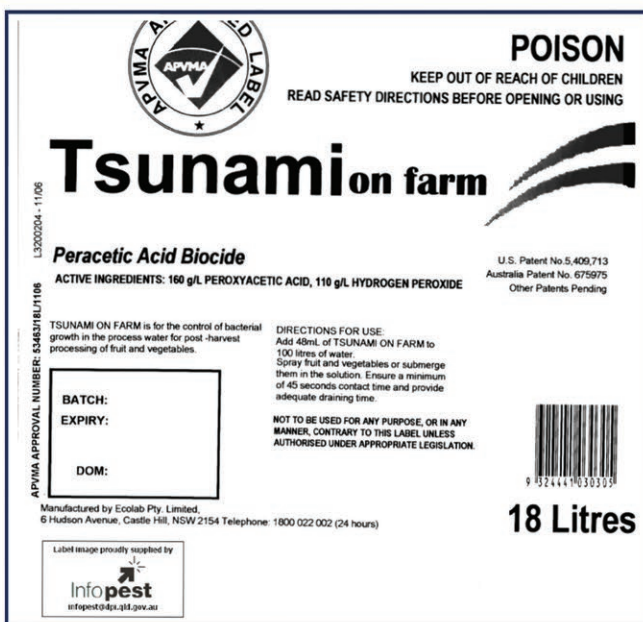 APVMA A ED LABEL
APVMA
POISON
KEEP OUT OF REACH OF CHILDREN
READ SAFETY DIRECTIONS BEFORE OPENING OR USING
Tsunami on farm
L3200204 - 11/06
APVMA APPROVAL NUMBER: 53463/18L/1106
Peracetic Acid Biocide
ACTIVE INGREDIENTS: 160 g/L PEROXYACETIC ACID, 110 g/L HYDROGEN PEROXIDE
U.S. Patent No.5,409,713
Australia Patent No. 675975
Other Patents Pending
TSUNAMI ON FARM is for the control of bacterial
growth in the process water for post -harvest
processing of fruit and vegetables.
DIRECTIONS FOR USE:
Add 48mL of TSUNAMI ON FARM to
100 litres of water.
Spray fruit and vegetables or submerge
them in the solution. Ensure a minimum
of 45 seconds contact time and provide
adequate draining time.
NOT TO BE USED FOR ANY PURPOSE, OR IN ANY
MANNER, CONTRARY TO THIS LABEL UNLESS
AUTHORISED UNDER APPROPRIATE LEGISLATION.
BATCH:
EXPIRY:
DOM:
9 324441 030305
18 Litres
Manufactured by Ecolab Pty. Limited,
6 Hudson Avenue, Castle Hill, NSW 2154 Telephone: 1800 022 002 (24 hours)
Label image proudly supplied by
Infopest
infopest@dpi.qld.gov.au